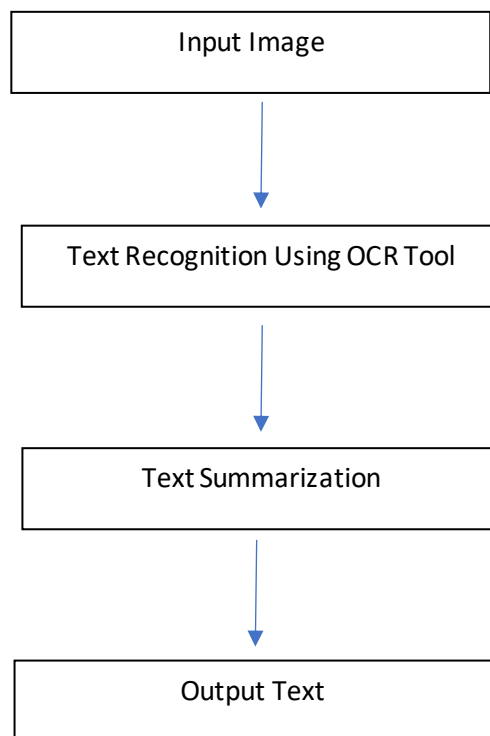 Input Image
Text Recognition Using OCR Tool
Text Summarization
Output Text